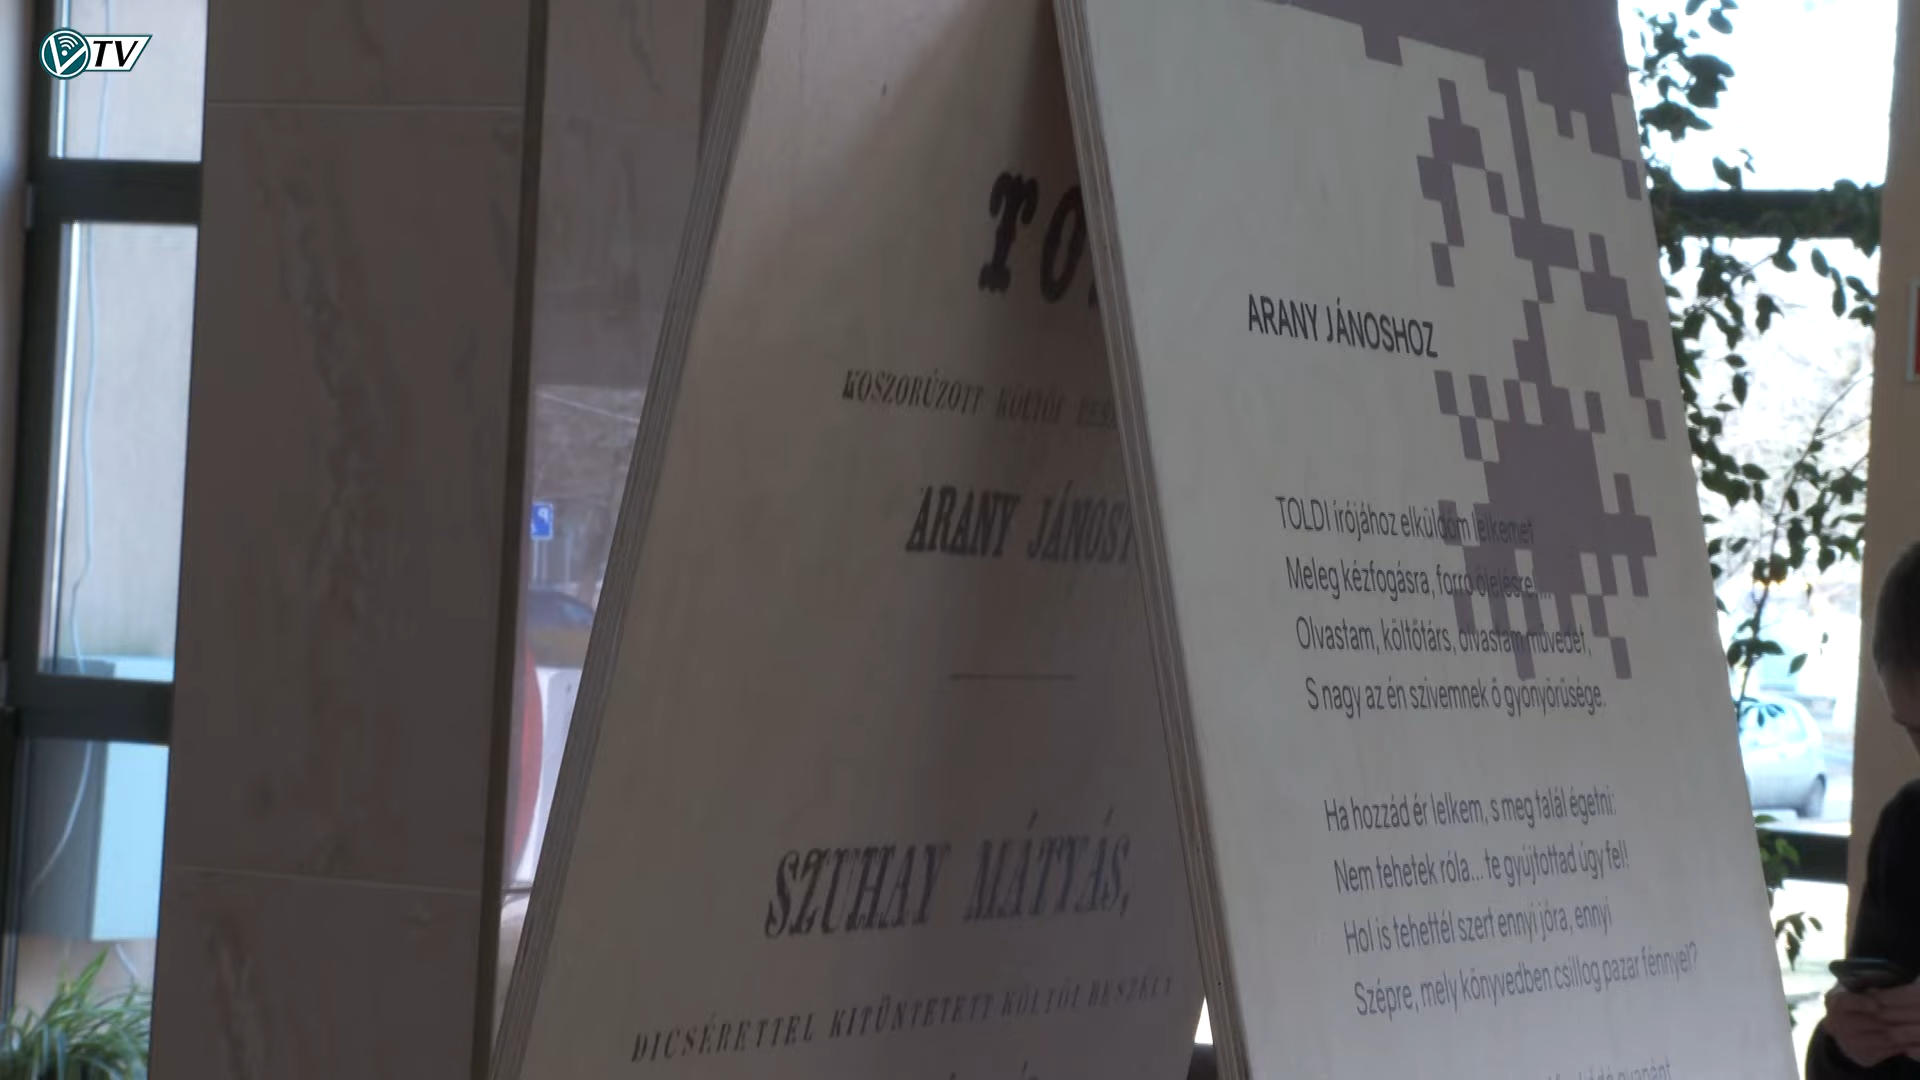 VTV
TO
KOSZORÚZOTT KÖLTŐI
ARANY JÁNOS
SZUHAY MÁTYÁS,
DICSÉRETTEL KITÜNTETETT KÖLTŐI BESZÉLY
ARANY JÁNOSHOZ
TOLDI írójához elküldöm lelkemet
Meleg kézfogásra, forró ölelésre!...
Olvastam, költőtárs, olvastam művedet,
S nagy az én szivemnek ő gyönyörűsége.
Ha hozzád ér lelkem, s meg talál égetni:
Nem tehetek róla... te gyújtottad úgy fel!
Hol is tehettél szert ennyi jóra, ennyi
Szépre, mely könyvedben csillog pazar fénnyel?